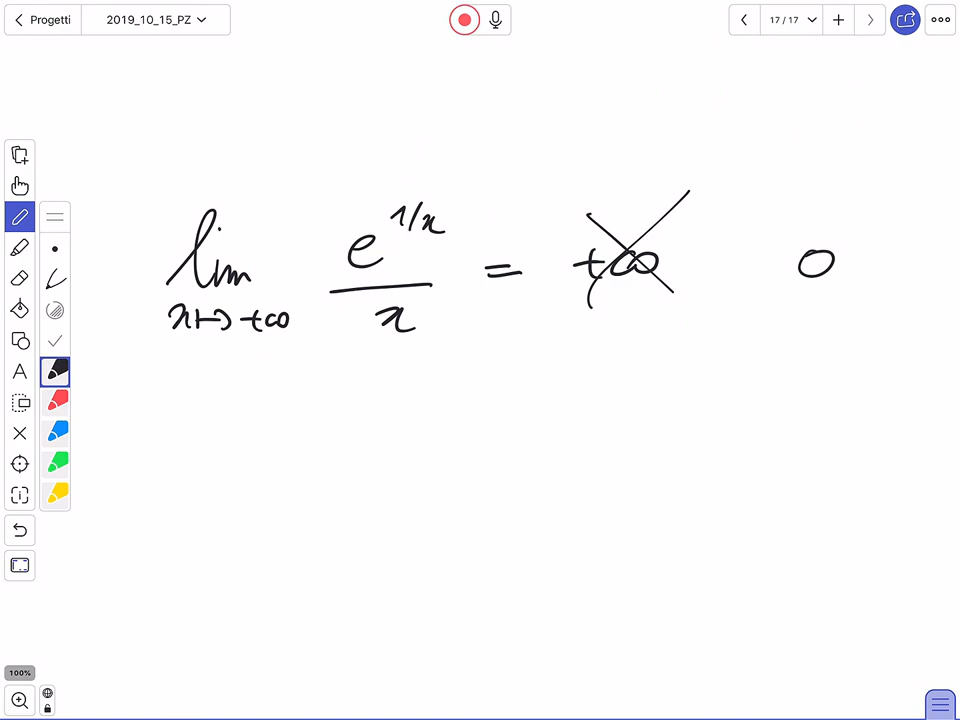 Progetti 2019_10_15_PZ 17 / 17
lim e^{1/x} = +∞ 0
x→+∞ x
A
100%